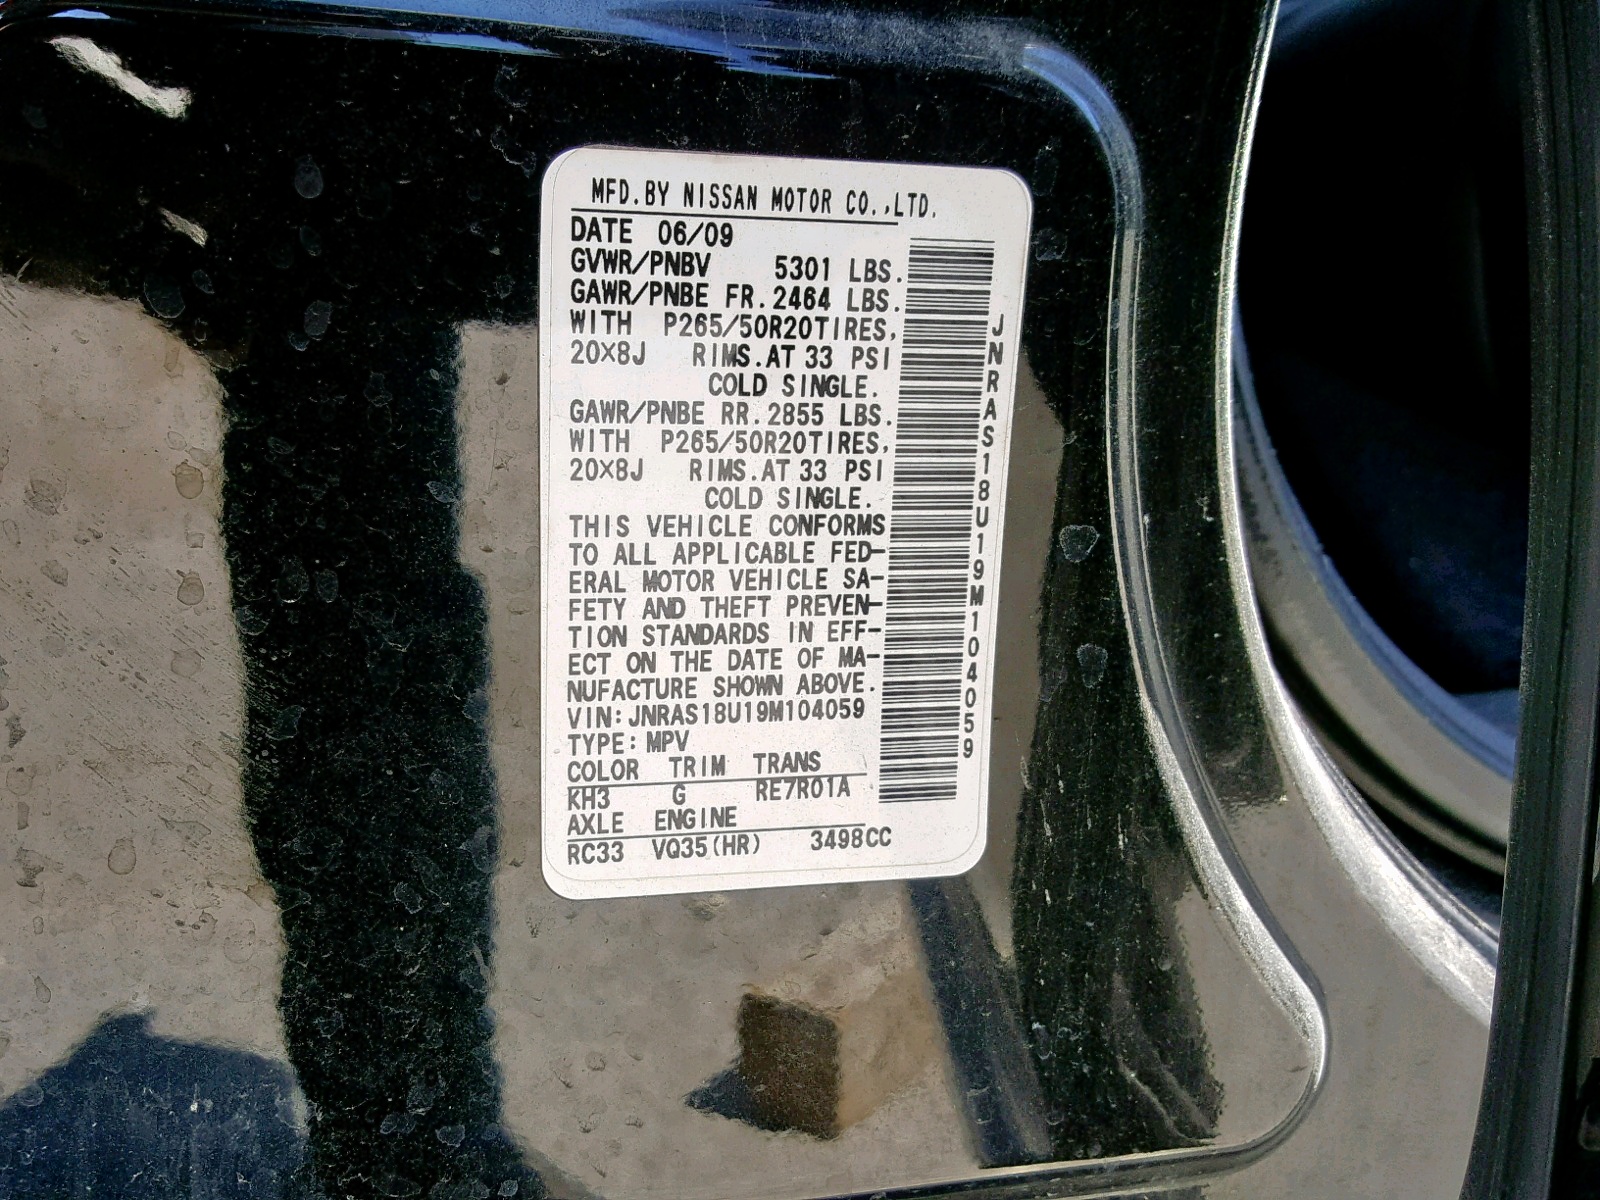 MFD.BY NISSAN MOTOR CO.,LTD.
DATE 06/09
GVWR/PNBV 5301 LBS.
GAWR/PNBE FR.2464 LBS.
WITH P265/50R20TIRES,
20×8J RIMS.AT 33 PSI
COLD SINGLE.
GAWR/PNBE RR.2855 LBS.
WITH P265/50R20TIRES,
20×8J RIMS.AT 33 PSI
COLD SINGLE.
THIS VEHICLE CONFORMS
TO ALL APPLICABLE FED-
ERAL MOTOR VEHICLE SA-
FETY AND THEFT PREVEN-
TION STANDARDS IN EFF-
ECT ON THE DATE OF MA-
NUFACTURE SHOWN ABOVE.
VIN:JNRAS18U19M104059
TYPE:MPV
COLOR TRIM TRANS
KH3 G RE7R01A
AXLE ENGINE
RC33 VQ35(HR) 3498CC
JNRAS18U19M104059